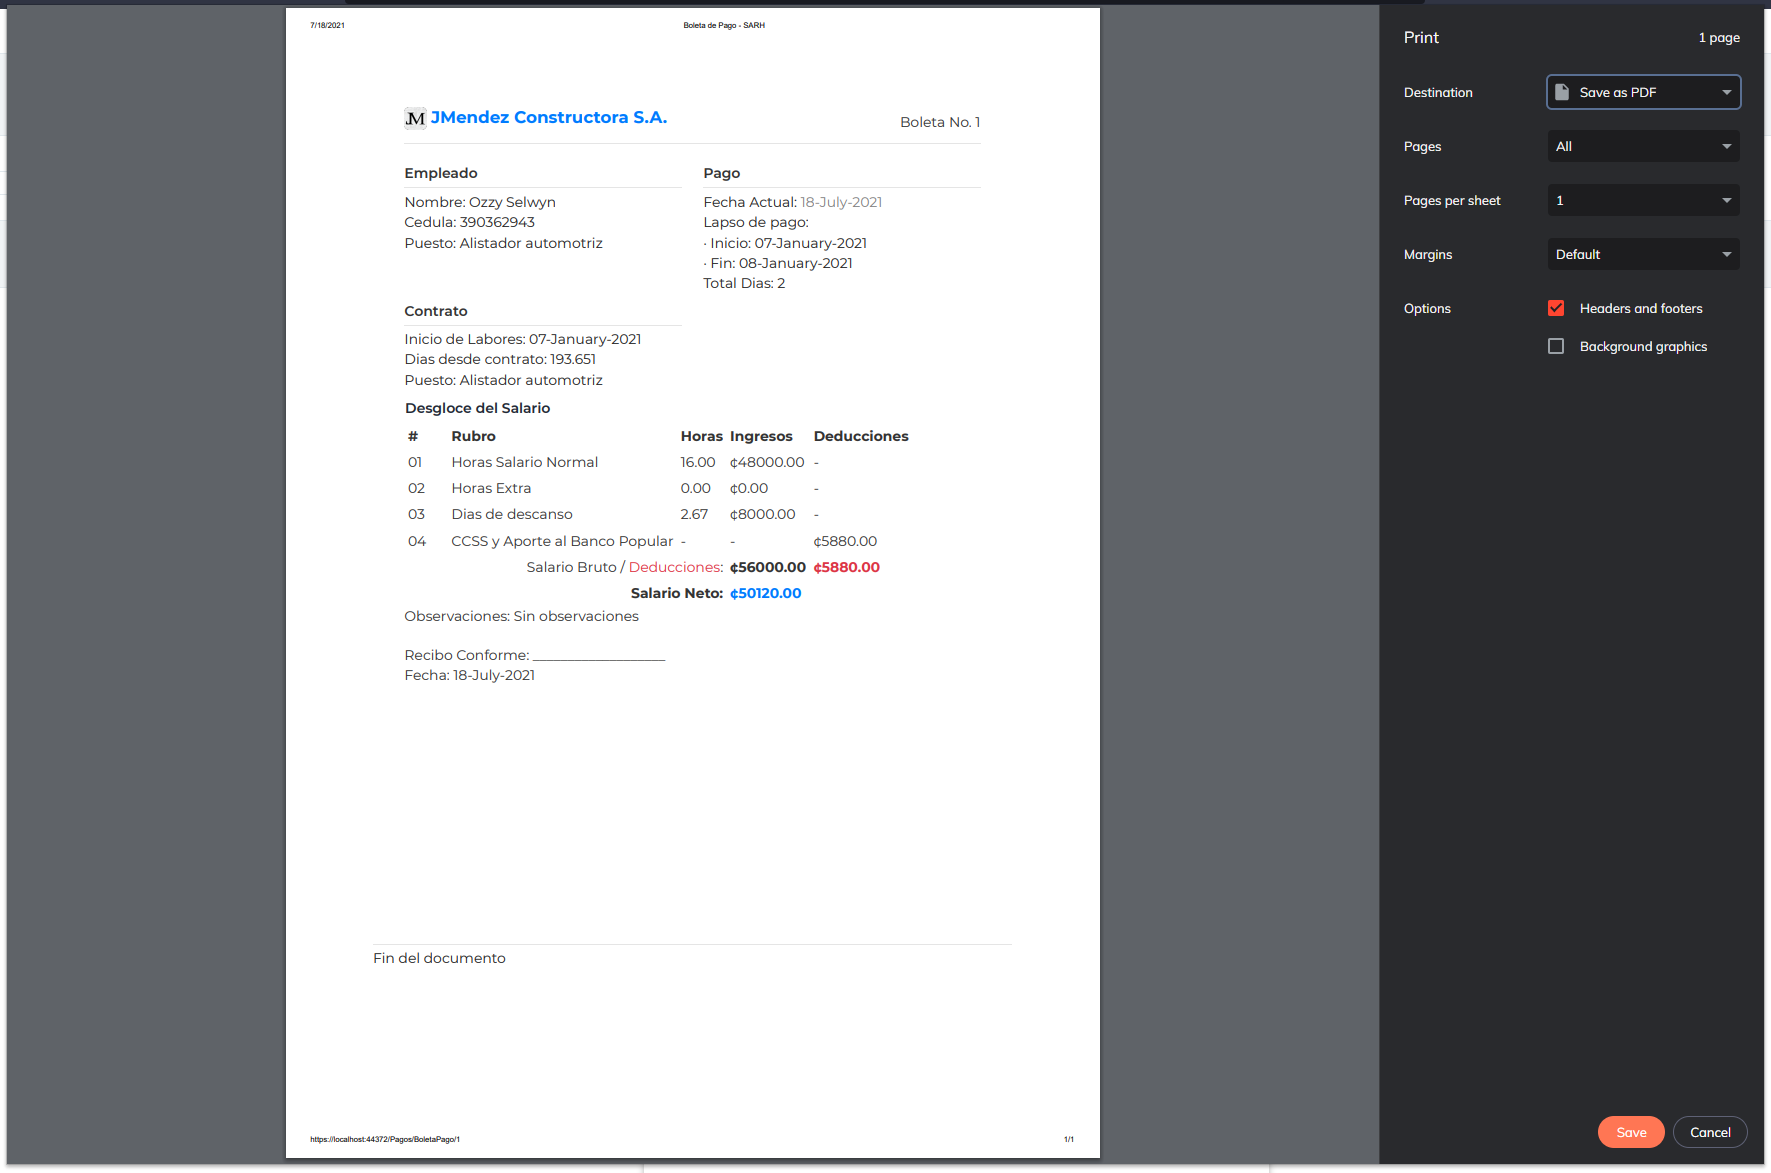 7/18/2021 Boleta de Pago - SARH
JM JMendez Constructora S.A. Boleta No. 1
Empleado
Nombre: Ozzy Selwyn
Cedula: 390362943
Puesto: Alistador automotriz
Pago
Fecha Actual: 18-July-2021
Lapso de pago:
· Inicio: 07-January-2021
· Fin: 08-January-2021
Total Dias: 2
Contrato
Inicio de Labores: 07-January-2021
Dias desde contrato: 193.651
Puesto: Alistador automotriz
Desgloce del Salario
# Rubro Horas Ingresos Deducciones
01 Horas Salario Normal 16.00 ¢48000.00 -
02 Horas Extra 0.00 ¢0.00 -
03 Dias de descanso 2.67 ¢8000.00 -
04 CCSS y Aporte al Banco Popular - - ¢5880.00
Salario Bruto / Deducciones: ¢56000.00 ¢5880.00
Salario Neto: ¢50120.00
Observaciones: Sin observaciones
Recibo Conforme: ___________________
Fecha: 18-July-2021
Fin del documento
https://localhost:44372/Pagos/BoletaPago/1 1/1
Print 1 page
Destination Save as PDF
Pages All
Pages per sheet 1
Margins Default
Options Headers and footers
Background graphics
Save Cancel